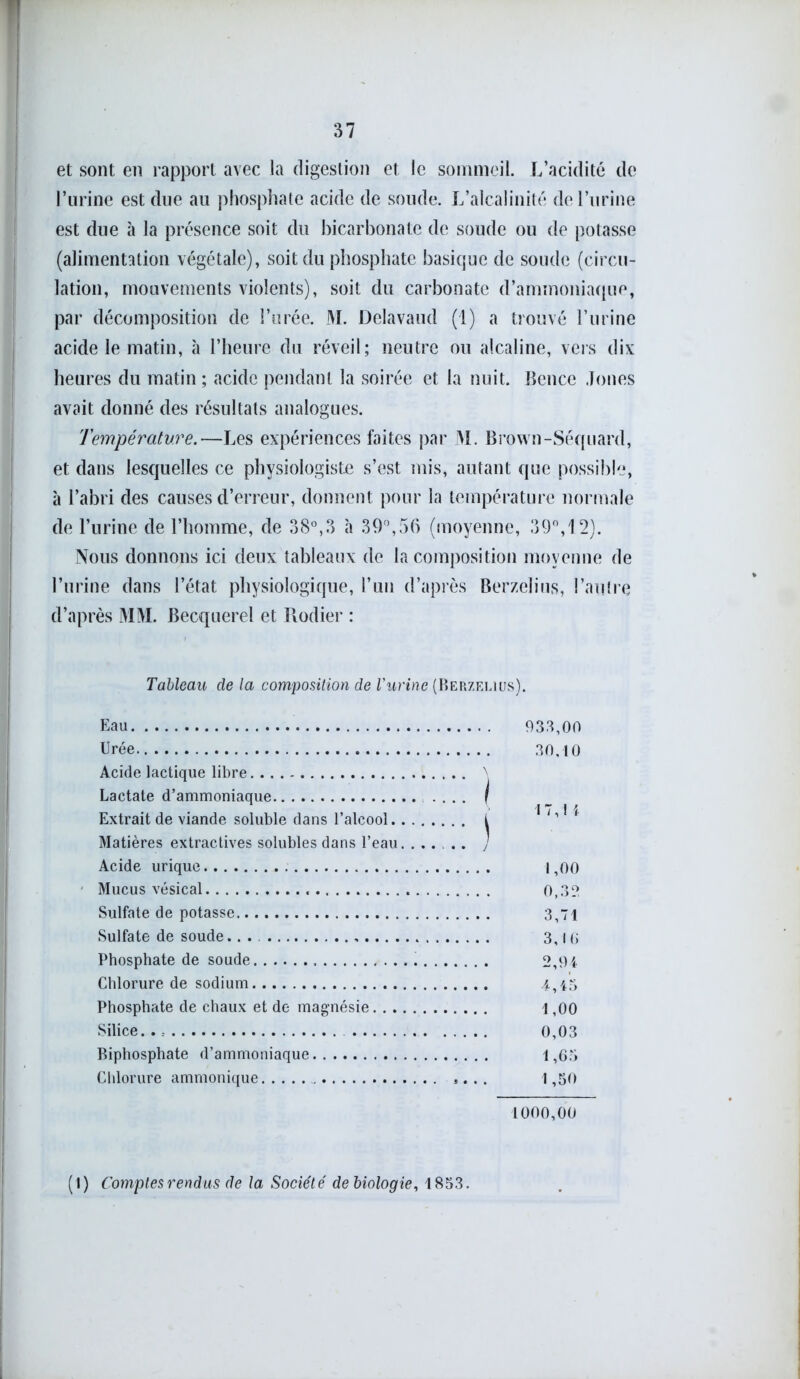 37
et sont en rapport avec la digestion et le sommeil. L'acidité de
l'urine est due au phosphate acide de soude. L'alcalinité de l'urine
est due à la présence soit du bicarbonate de soude ou de potasse
(alimentation végétale), soit du phosphate basique de soude (circu-
lation, mouvements violents), soit du carbonate d'ammoniaque,
par décomposition de l'urée. M. Delavaud (1) a trouvé l'urine
acide le matin, à l'heure du réveil; neutre ou alcaline, vers dix
heures du matin; acide pendant la soirée et la nuit. Bence Jones
avait donné des résultats analogues.
Température.—Les expériences faites par M. Brown-Séquard,
et dans lesquelles ce physiologiste s'est mis, autant que possible,
à l'abri des causes d'erreur, donnent pour la température normale
de l'urine de l'homme, de 38°,3 à 39°,56 (moyenne, 39°,12).
Nous donnons ici deux tableaux de la composition moyenne de
l'urine dans l'état physiologique, l'un d'après Berzelius, l'autre
d'après MM. Becquerel et Rodier :
Tableau de la composition de l'urine (BERZELIUS).
Eau........................................ 933,00
Urée........................................ 30,10
Acide lactique libre........................
Lactate d'ammoniaque........................
Extrait de viande soluble dans l'alcool......... 17,14
Matières extractives solubles dans l'eau........
Acide urique................................ 1,00
Mucus vésical............................... 0,32
Sulfate de potasse........................... 3,71
Sulfate de soude............................ 3,16
Phosphate de soude.......................... 2,94
Chlorure de sodium.......................... 4,45
Phosphate de chaux et de magnésie............ 1,00
Silice...................................... 0,03
Biphosphate d'ammoniaque.................... 1,65
Chlorure ammonique.......................... 1,50
1000,00
(1) Comptes rendus de la Société de biologie, 1853.